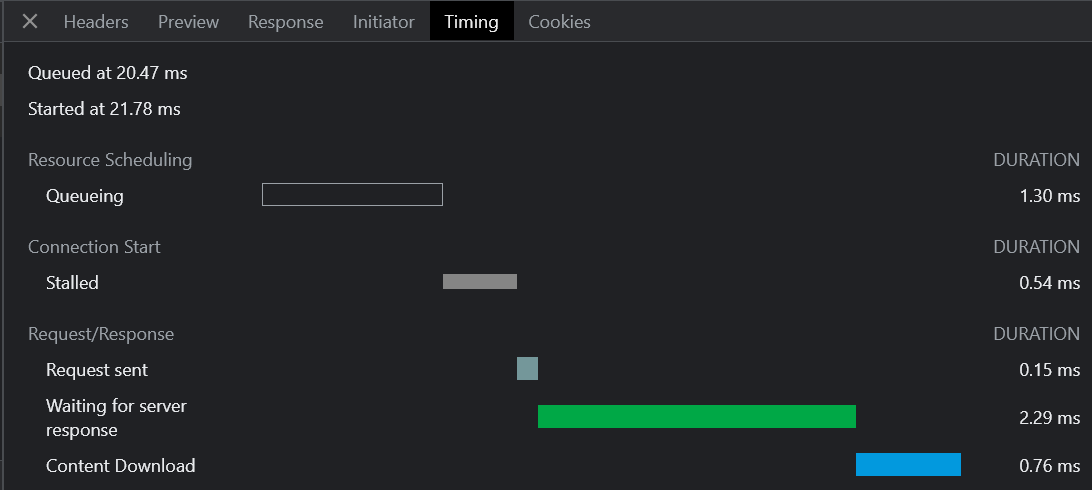 Headers Preview Response Initiator Timing Cookies
Queued at 20.47 ms
Started at 21.78 ms
Resource Scheduling DURATION
Queueing 1.30 ms
Connection Start DURATION
Stalled 0.54 ms
Request/Response DURATION
Request sent 0.15 ms
Waiting for server
response 2.29 ms
Content Download 0.76 ms